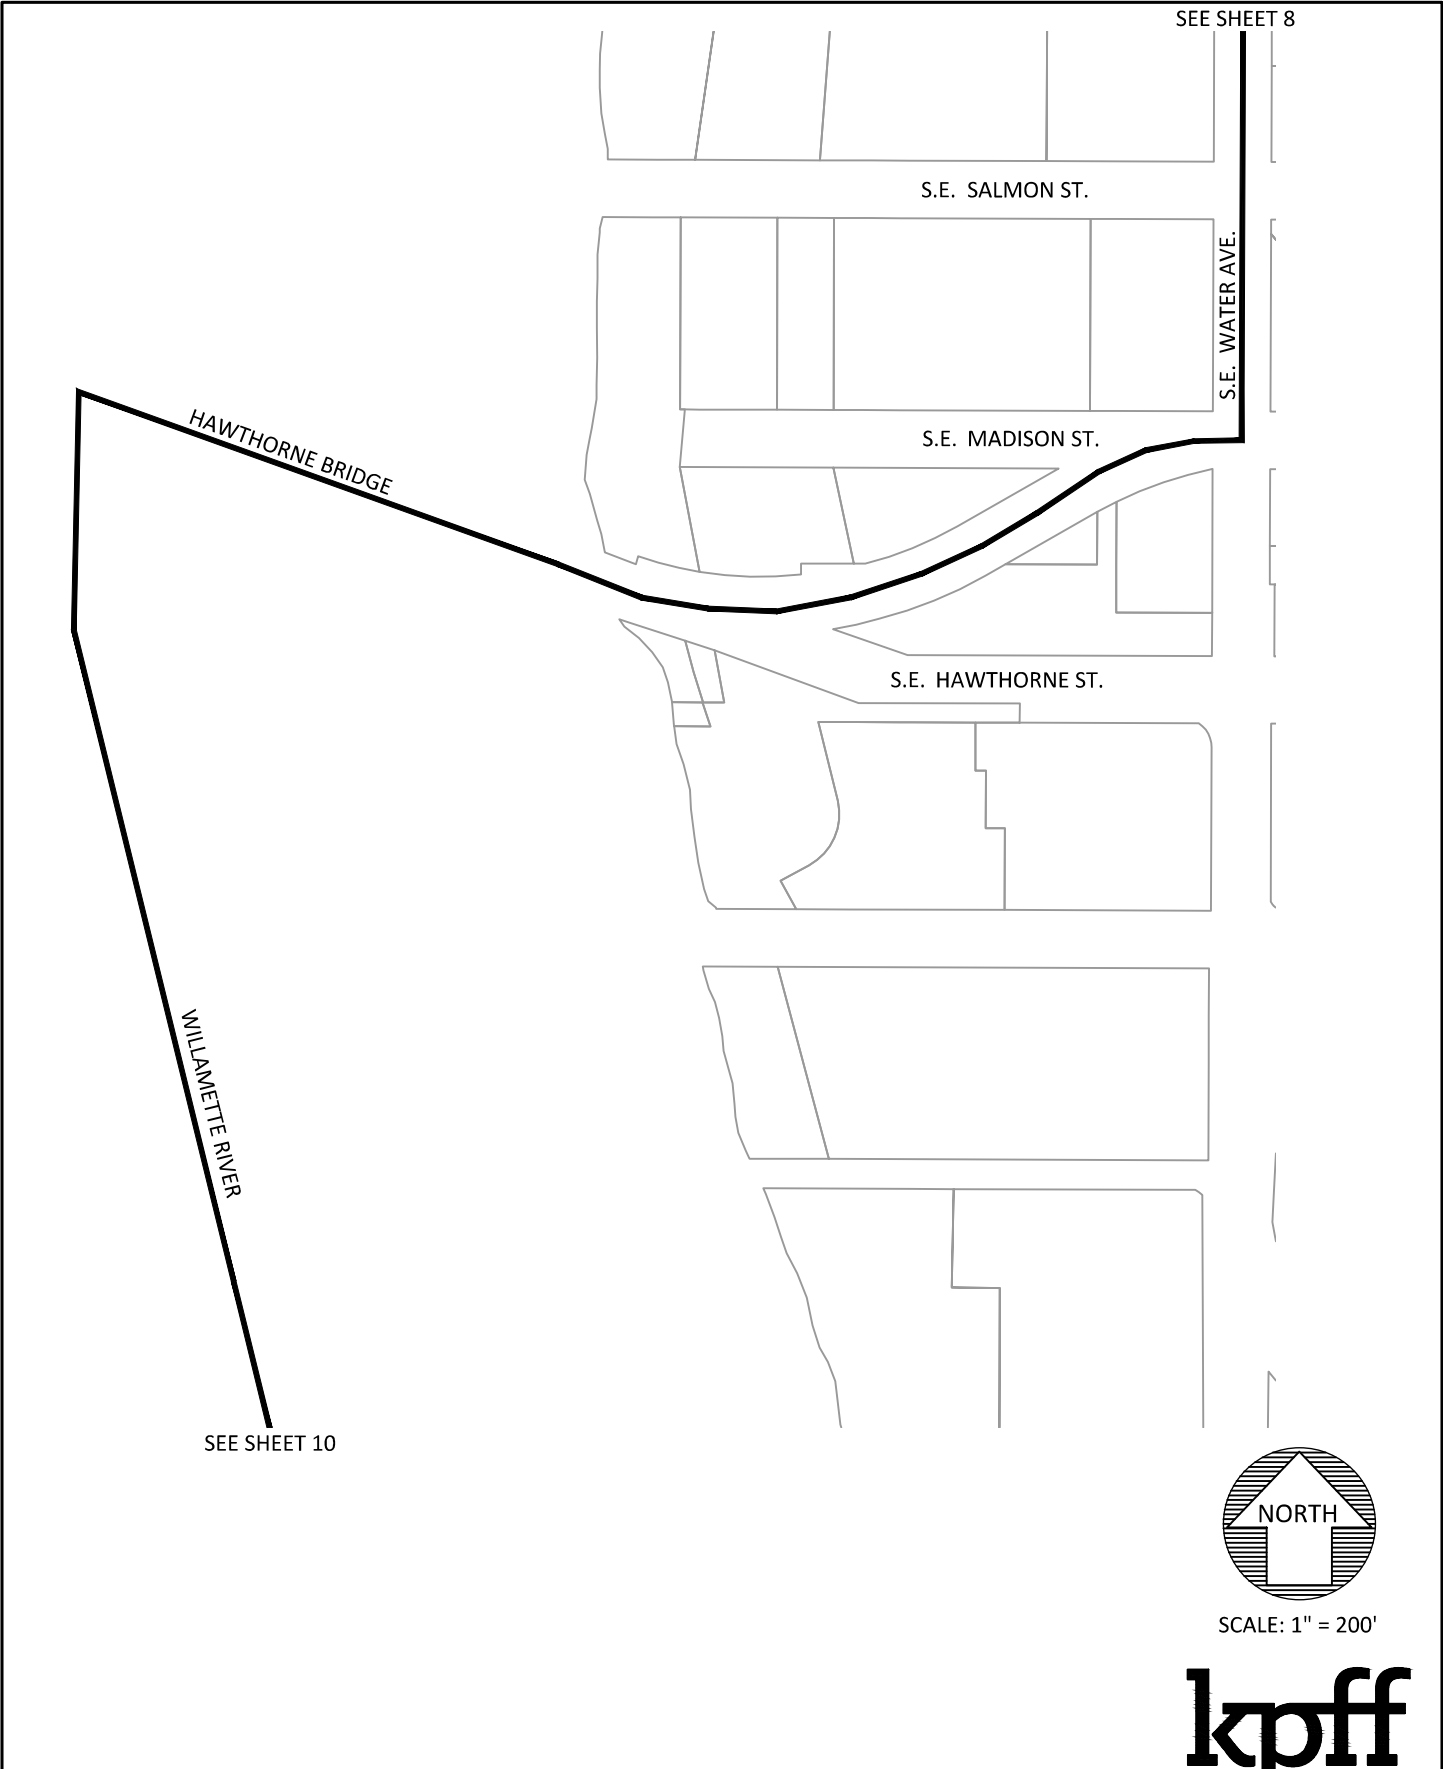 SEE SHEET 8
S.E. SALMON ST.
S.E. WATER AVE.
HAWTHORNE BRIDGE
S.E. MADISON ST.
S.E. HAWTHORNE ST.
WILLAMETTE RIVER
SEE SHEET 10
NORTH
SCALE: 1" = 200'
kpff